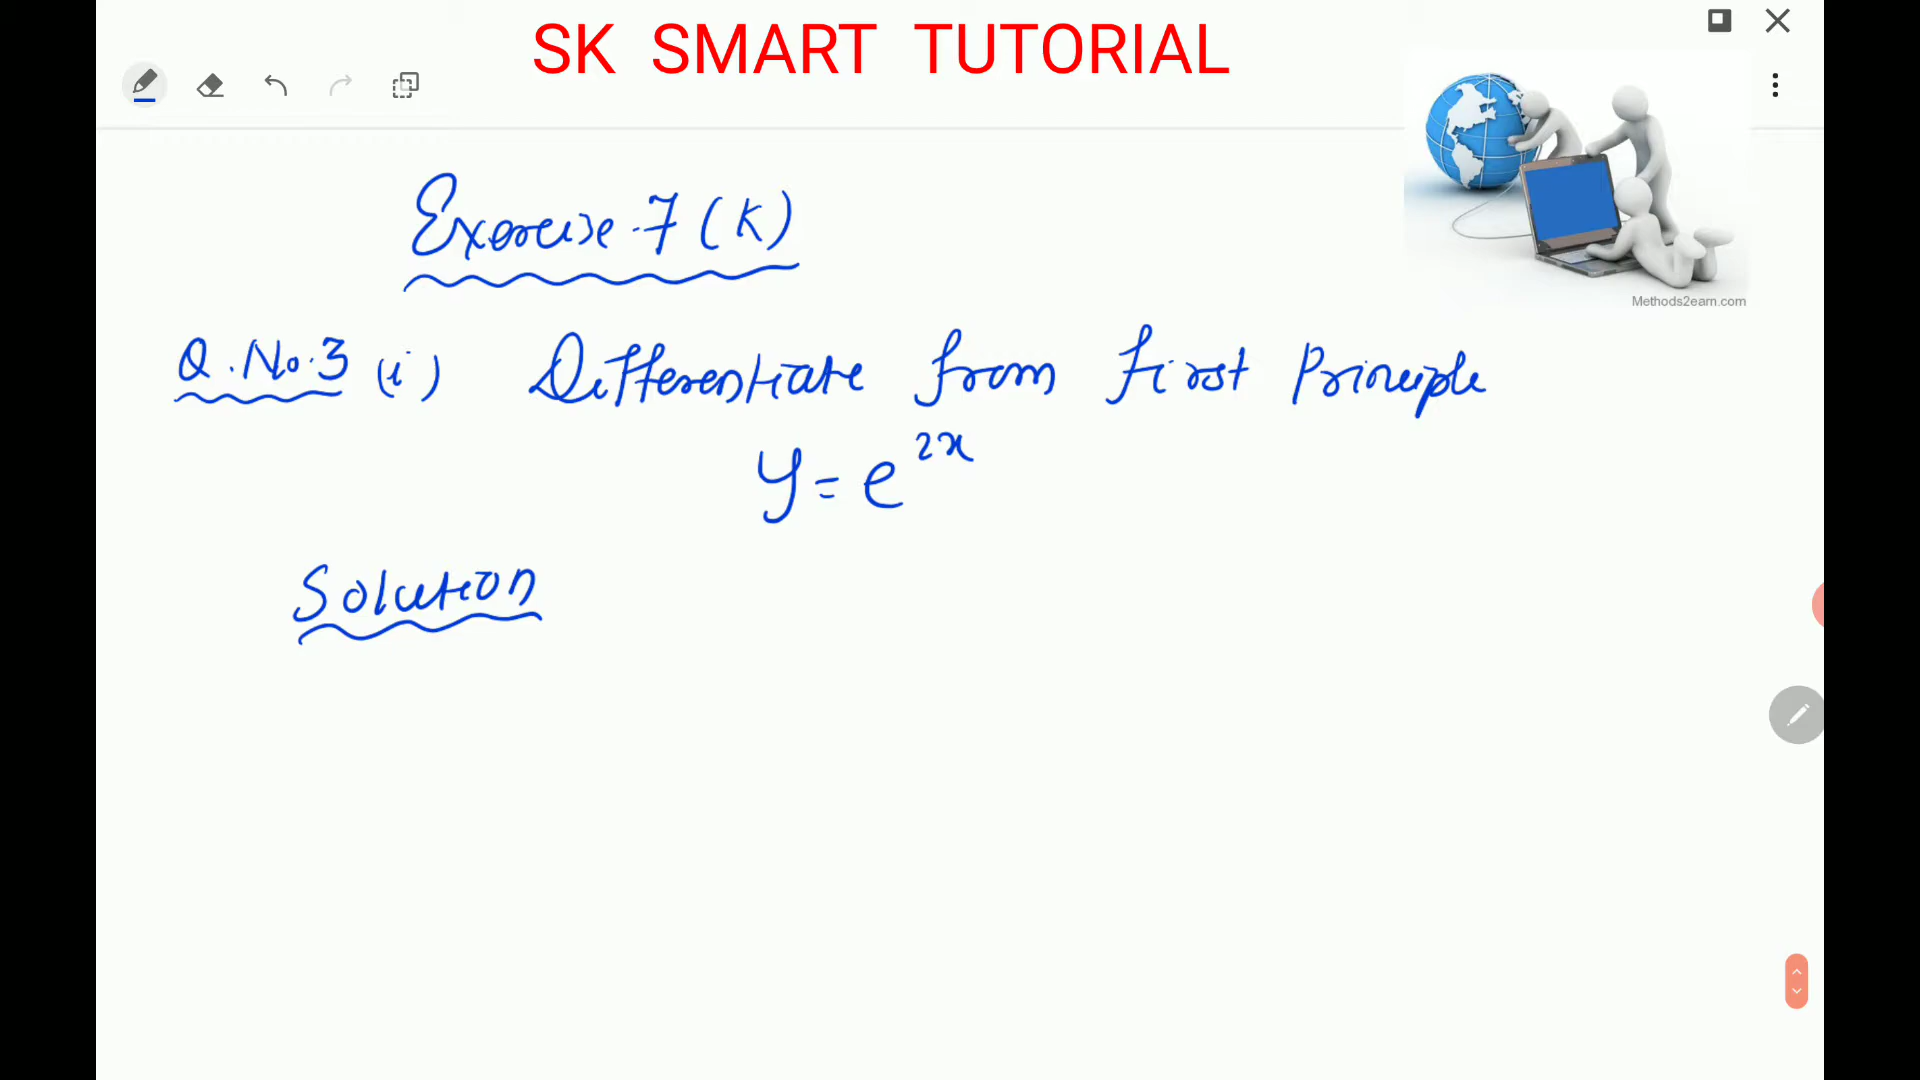 SK SMART TUTORIAL
Methods2earn.com
Exercise.7 (K)
Q.No.3 (i) Differentiate from first Principle
y = e^{2x}
Solution